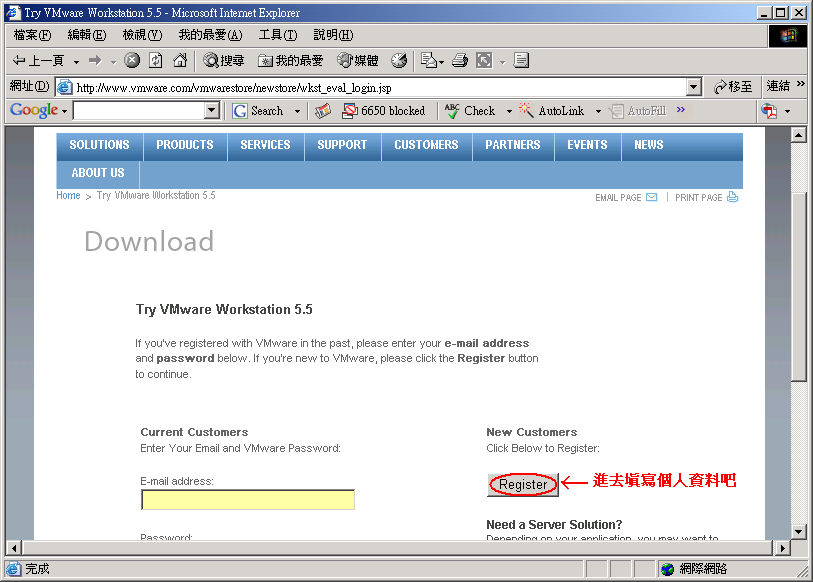 Try VMware Workstation 5.5 - Microsoft Internet Explorer
檔案(F) 編輯(E) 檢視(V) 我的最愛(A) 工具(T) 說明(H)
上一頁 搜尋 我的最愛 媒體
網址(D) http://www.vmware.com/vmwarestore/newstore/wkst_eval_login.jsp 移至 連結 »
Google Search 6650 blocked ABC Check AutoLink AutoFill »
SOLUTIONS PRODUCTS SERVICES SUPPORT CUSTOMERS PARTNERS EVENTS NEWS
ABOUT US
Home > Try VMware Workstation 5.5 EMAIL PAGE | PRINT PAGE
Download
Try VMware Workstation 5.5
If you've registered with VMware in the past, please enter your e-mail address
and password below. If you're new to VMware, please click the Register button
to continue.
Current Customers
Enter Your Email and VMware Password:
E-mail address:
Password:
New Customers
Click Below to Register:
Register ← 進去填寫個人資料吧
Need a Server Solution?
Depending on your application, you may want to
完成 網際網路